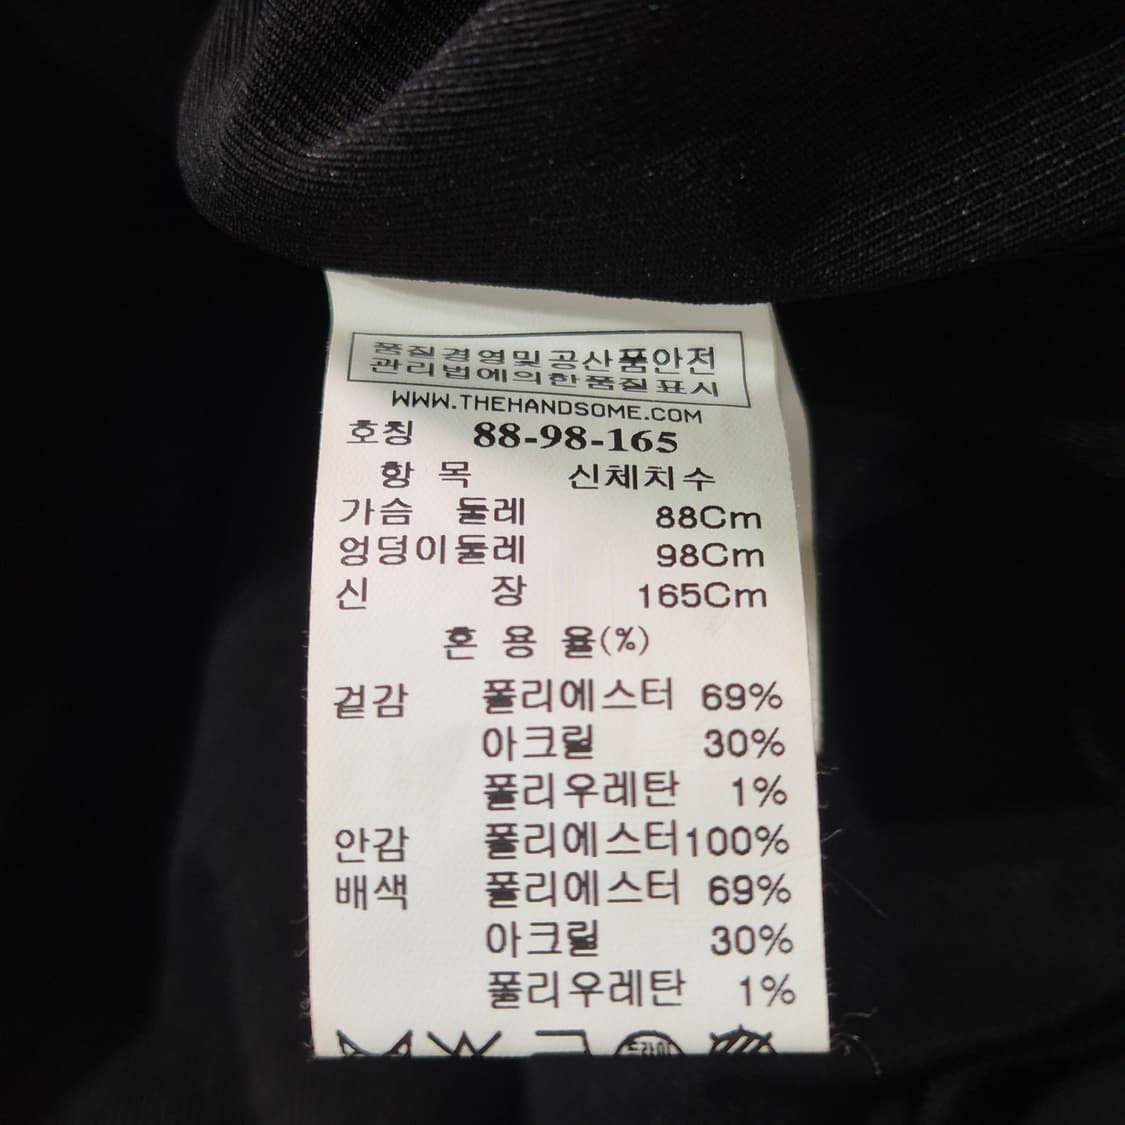 품질경영및공산품안전
관리법에의한품질표시
WWW.THEHANDSOME.COM
호칭 88-98-165
항 목 신체치수
가슴 둘레 88Cm
엉덩이둘레 98Cm
신 장 165Cm
혼 용 율(%)
겉감 폴리에스터 69%
아크릴 30%
폴리우레탄 1%
안감 폴리에스터100%
배색 폴리에스터 69%
아크릴 30%
폴리우레탄 1%
드라이